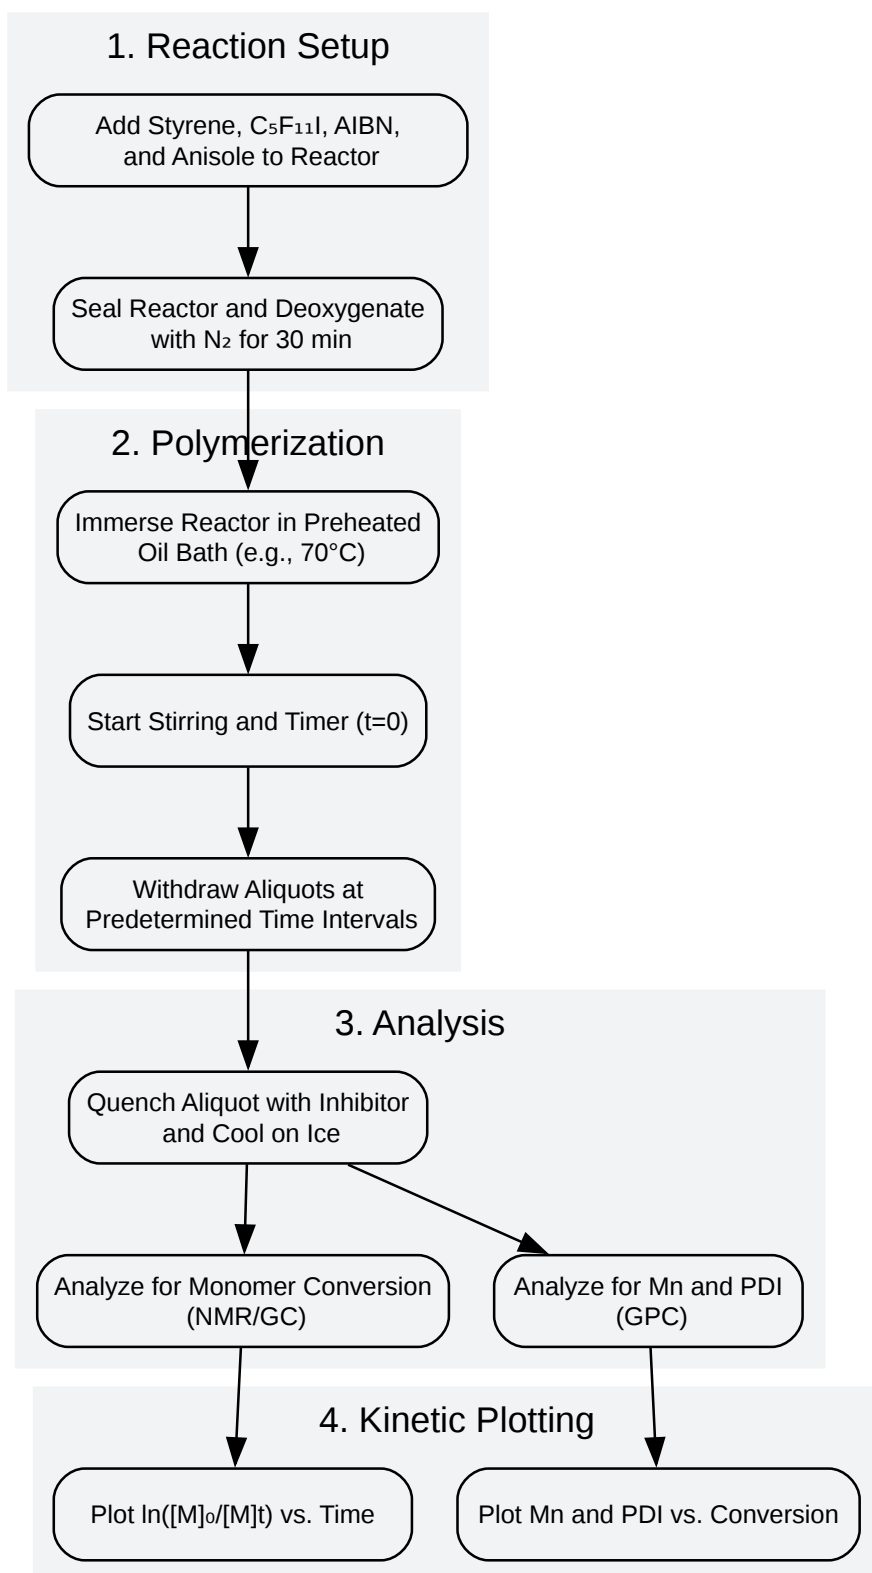 1. Reaction Setup
Add Styrene, C₅F₁₁I, AIBN,
and Anisole to Reactor
Seal Reactor and Deoxygenate
with N₂ for 30 min
2. Polymerization
Immerse Reactor in Preheated
Oil Bath (e.g., 70°C)
Start Stirring and Timer (t=0)
Withdraw Aliquots at
Predetermined Time Intervals
3. Analysis
Quench Aliquot with Inhibitor
and Cool on Ice
Analyze for Monomer Conversion
(NMR/GC)
Analyze for Mn and PDI
(GPC)
4. Kinetic Plotting
Plot ln([M]₀/[M]t) vs. Time
Plot Mn and PDI vs. Conversion